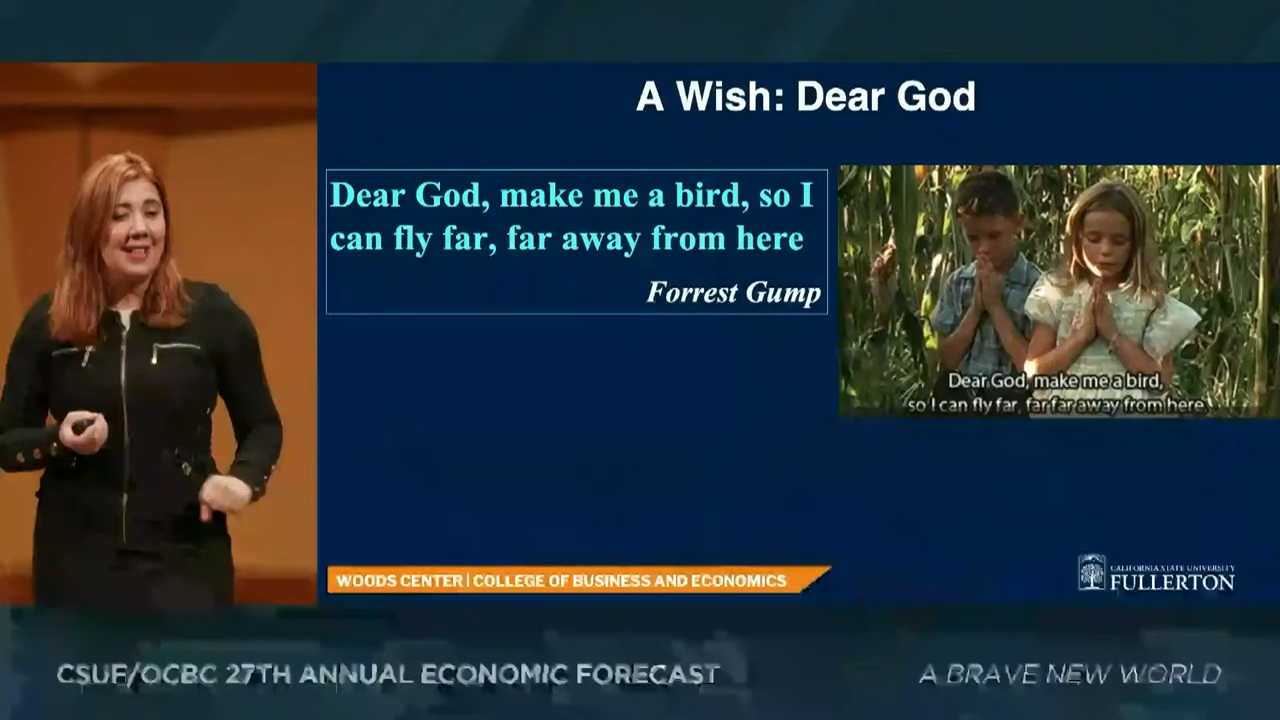 A Wish: Dear God
Dear God, make me a bird, so I
can fly far, far away from here
Forrest Gump
Dear God, make me a bird,
so I can fly far, far far away from here.
WOODS CENTER | COLLEGE OF BUSINESS AND ECONOMICS
CALIFORNIA STATE UNIVERSITY
FULLERTON
CSUF/OCBC 27TH ANNUAL ECONOMIC FORECAST
A BRAVE NEW WORLD